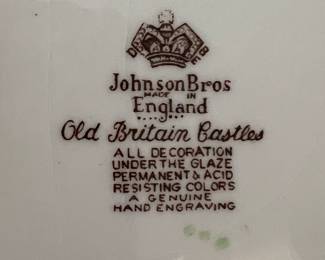 D B E
Johnson Bros
MADE IN
England
Old Britain Castles
ALL DECORATION
UNDER THE GLAZE
PERMANENT & ACID
RESISTING COLORS
A GENUINE
HAND ENGRAVING